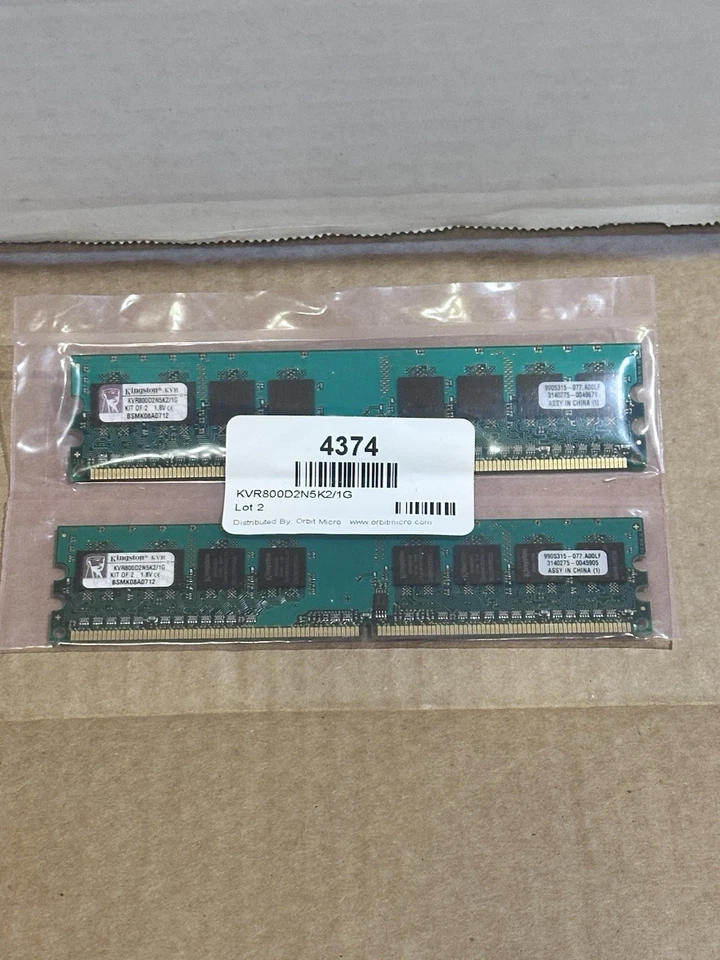 Kingston KVR
KVR800D2N5K2/1G
KIT OF 2 1.8V CE
BSMK08A0712
9905315-077.A00LF
3140275-0049671
ASSY IN CHINA (1)
4374
KVR800D2N5K2/1G
Lot 2
Distributed By: Orbit Micro www.orbitmicro.com
Kingston KVR
KVR800D2N5K2/1G
KIT OF 2 1.8V CE
BSMK08A0712
9905315-077.A00LF
3140275-0049905
ASSY IN CHINA (1)